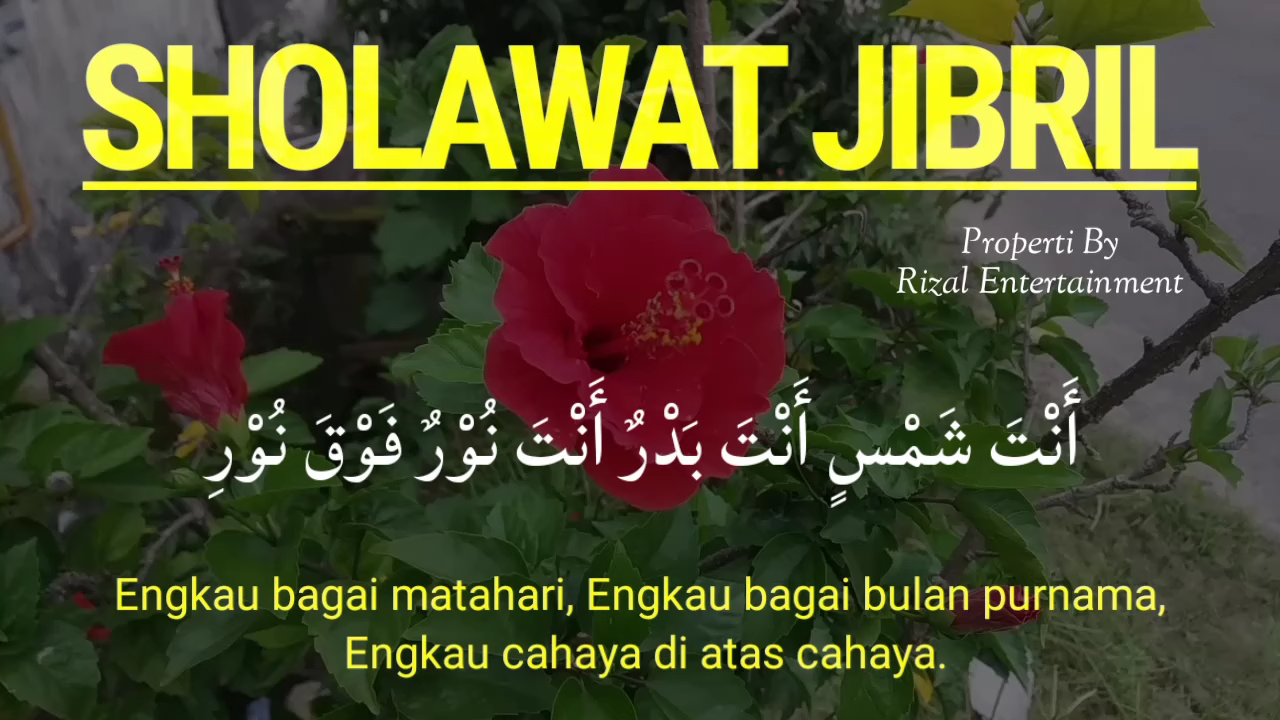 SHOLAWAT JIBRIL
Properti By
Rizal Entertainment
أَنْتَ شَمْسٍ أَنْتَ بَدْرٌ أَنْتَ نُوْرٌ فَوْقَ نُوْرِ
Engkau bagai matahari, Engkau bagai bulan purnama,
Engkau cahaya di atas cahaya.